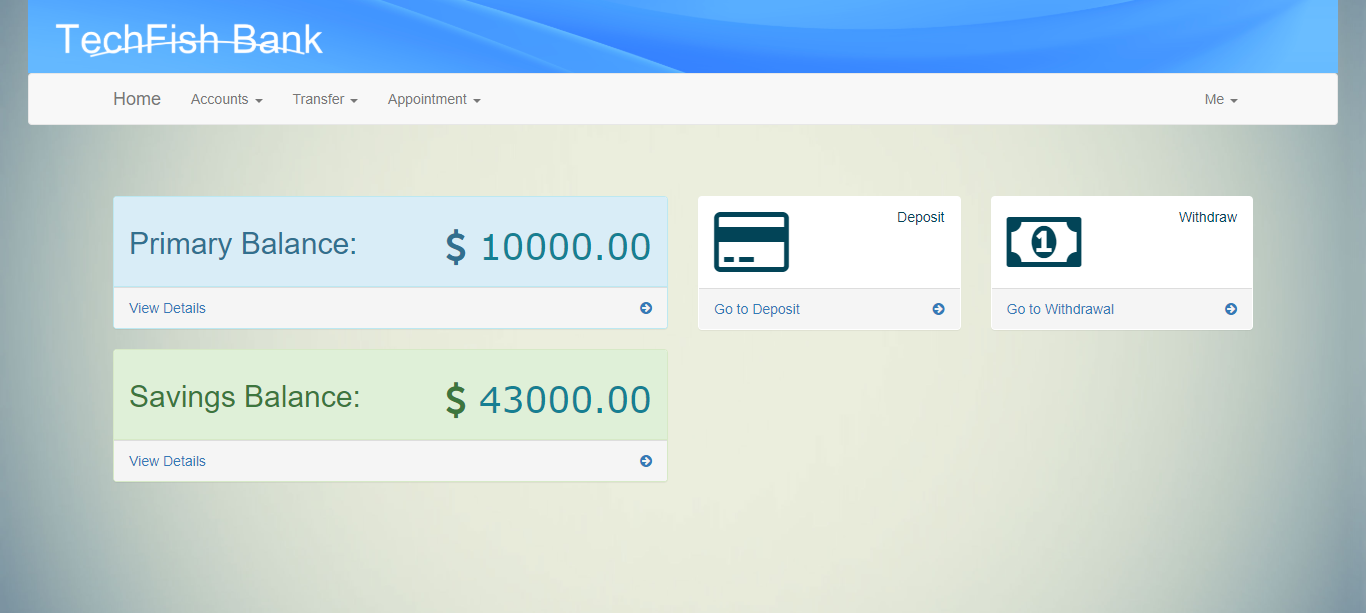 TechFish Bank
Home Accounts Transfer Appointment Me
Primary Balance: $ 10000.00
View Details
Deposit
Go to Deposit
Withdraw
1
Go to Withdrawal
Savings Balance: $ 43000.00
View Details